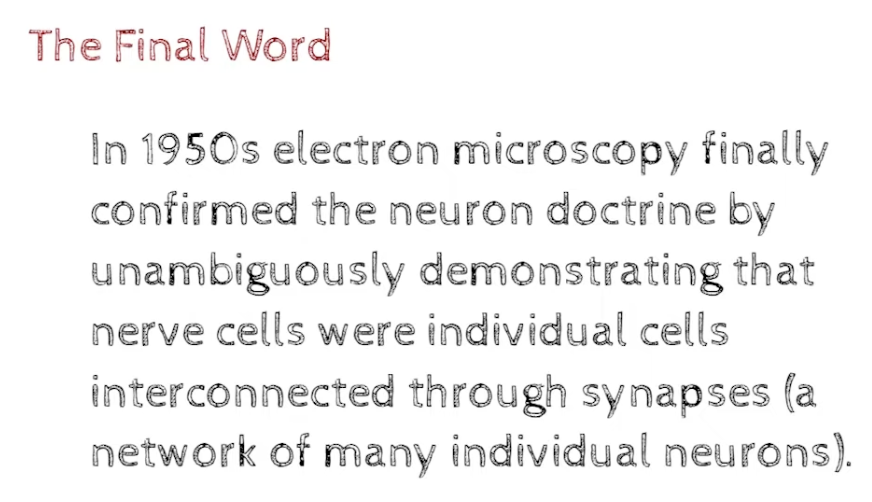 The Final Word
In 1950s electron microscopy finally
confirmed the neuron doctrine by
unambiguously demonstrating that
nerve cells were individual cells
interconnected through synapses (a
network of many individual neurons).